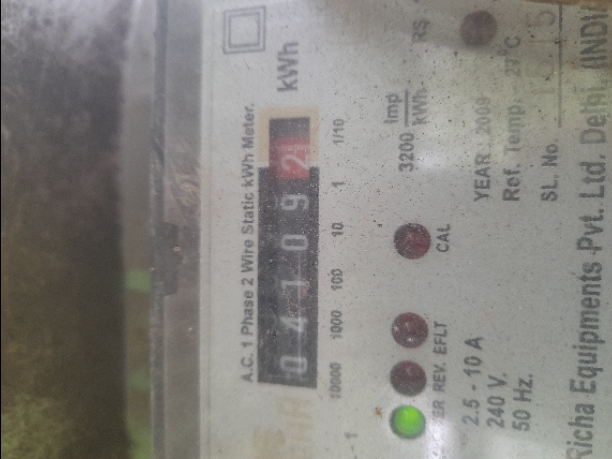 A.C. 1 Phase 2 Wire Static kWh Meter.
0 4 1 0 9 2 kWh
10000 1000 100 10 1 1/10
REV. EFLT CAL
3200 Imp
kWh
RS
2.5 - 10 A
240 V.
50 Hz.
YEAR : 2009
Ref. Temp. 27°C
SL. No.
Richa Equipments Pvt. Ltd. Delhi